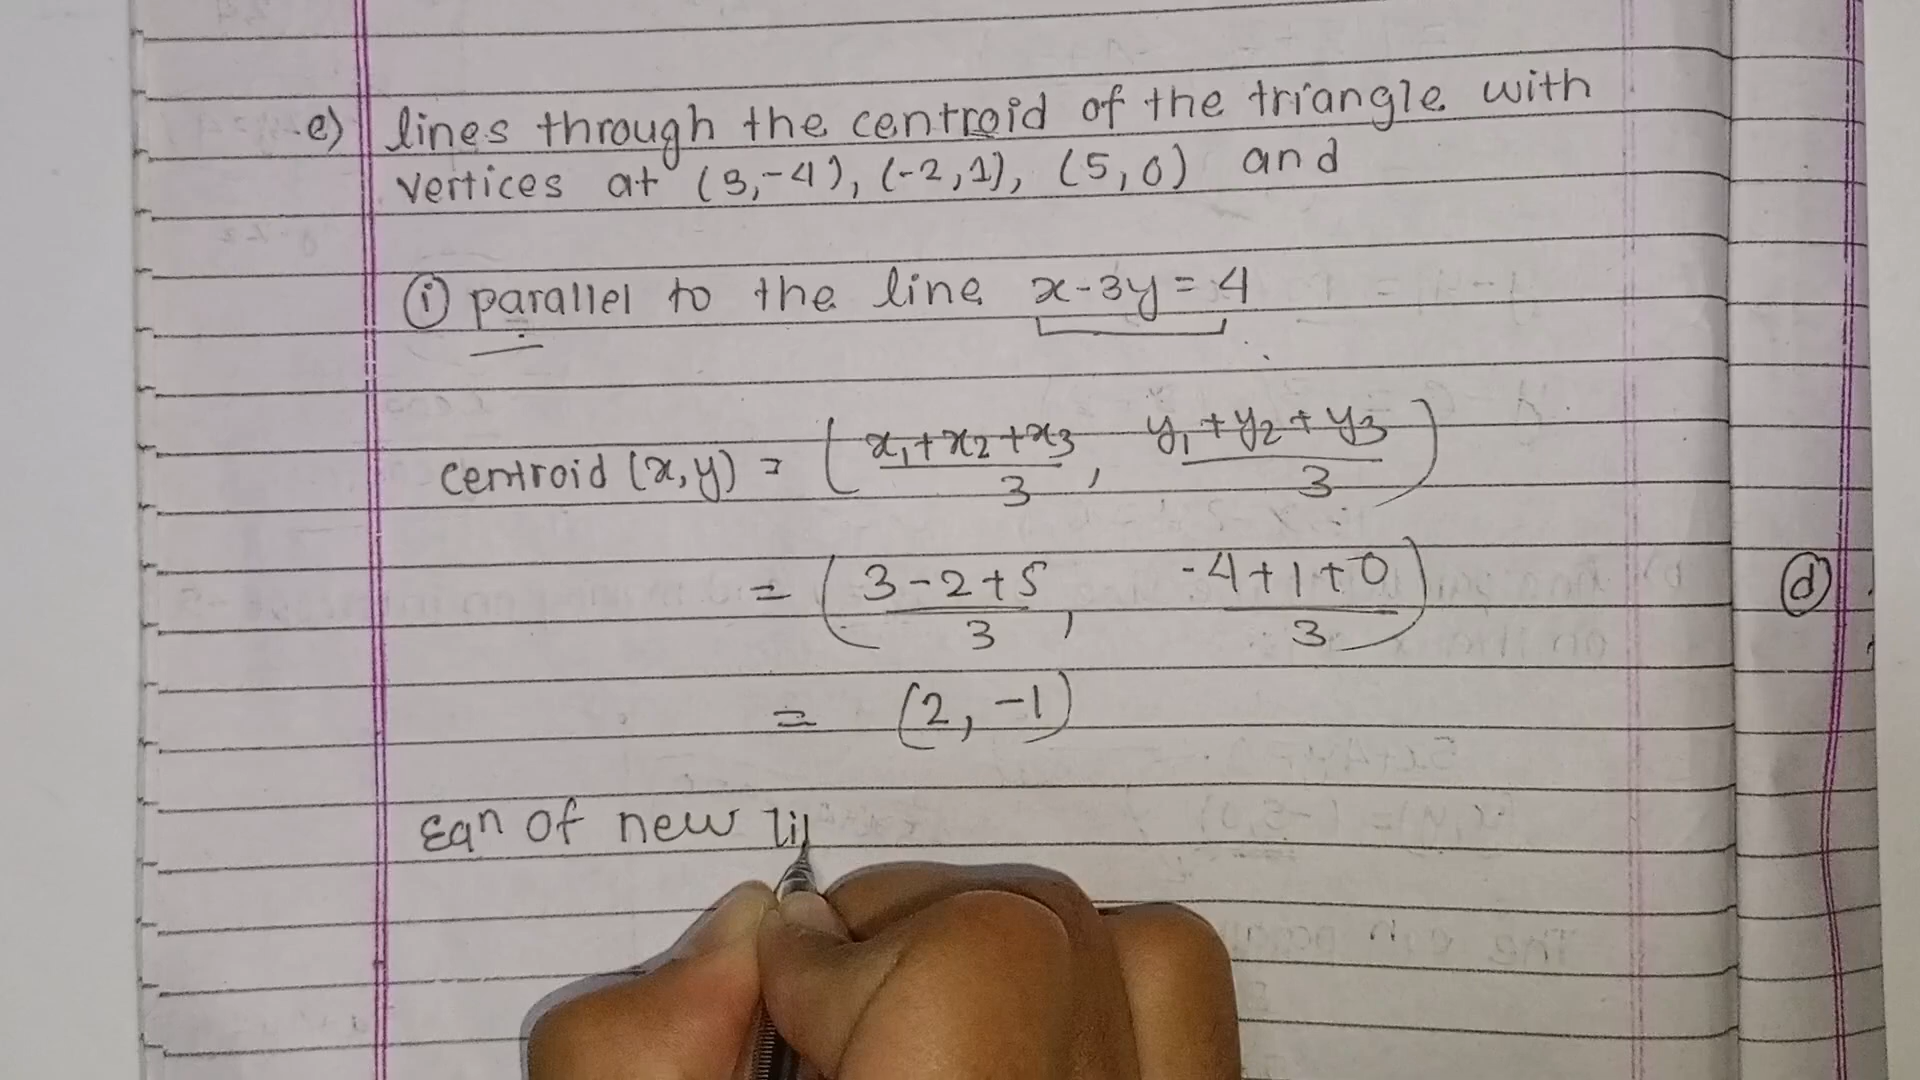 c) lines through the centroid of the triangle with
vertices at (3,-4), (-2,1), (5,0) and
(i) parallel to the line x-3y=4
centroid (x,y) = (x₁+x₂+x₃/3, y₁+y₂+y₃/3)
= (3-2+5/3, -4+1+0/3)
= (2,-1)
Eqn of new li
(d)